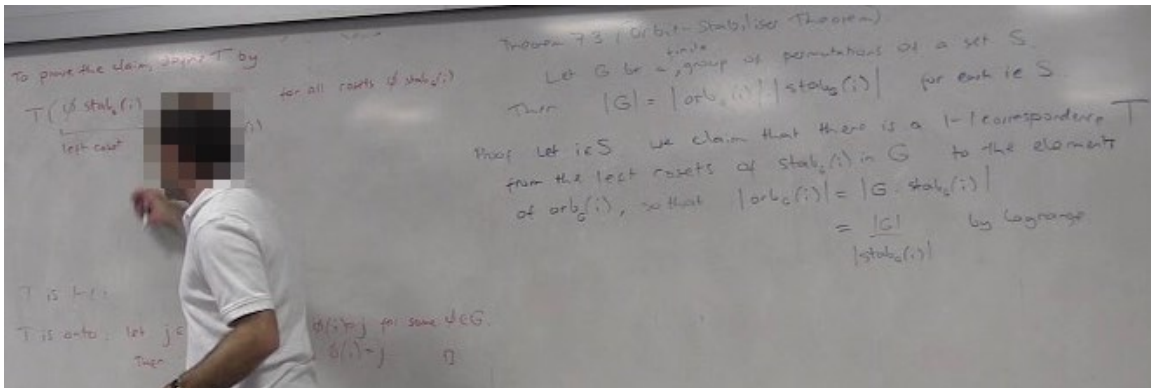 To prove the claim, define T by
T(ϕ stab_G(i) for all cosets ϕ stab_G(i)
left coset (i)
T is 1-1:
T is onto: let j ∈ ϕ(i)=j for some ϕ∈G.
Then ϕ(i)=j □
Theorem 7.3 (Orbit-Stabiliser Theorem)
Let G be a finite group of permutations of a set S.
Then |G| = |orb_G(i)| |stab_G(i)| for each i∈S.
Proof Let i∈S We claim that there is a 1-1 correspondence T
from the left cosets of stab_G(i) in G to the elements
of orb_G(i), so that |orb_G(i)| = |G : stab_G(i)|
= |G|
|stab_G(i)| by Lagrange